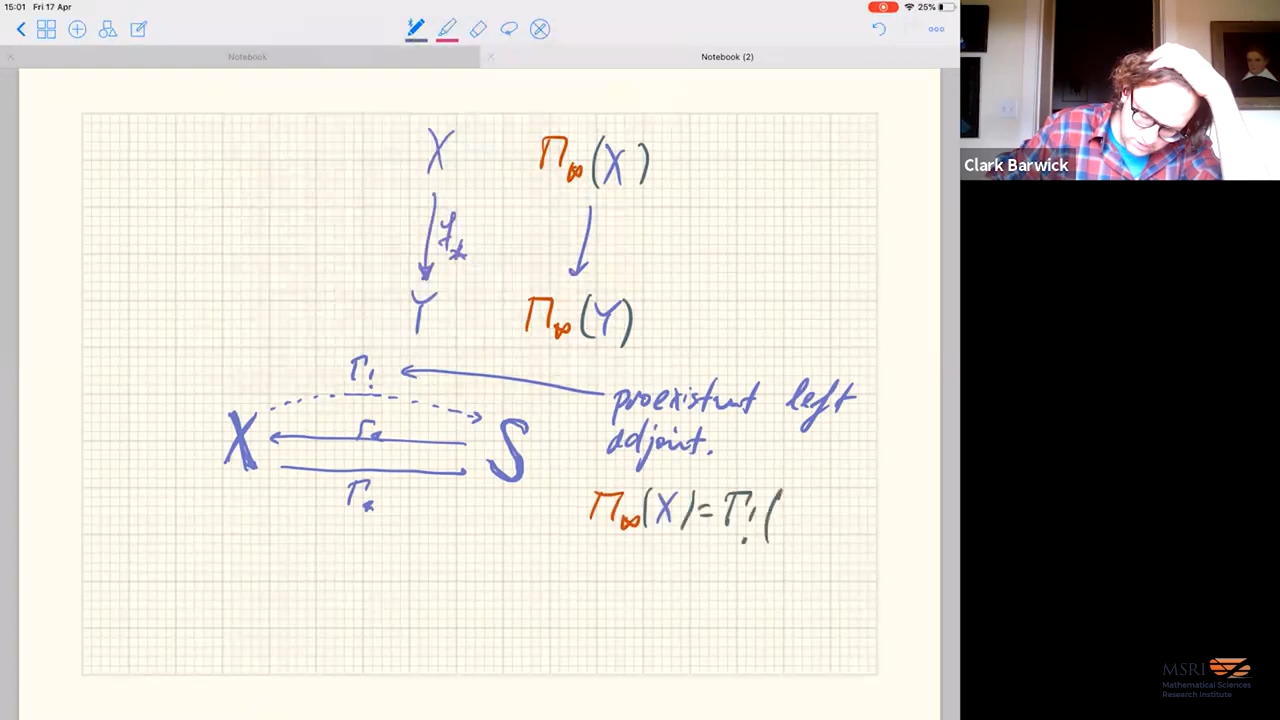 15:01 Fri 17 Apr
25%
Notebook
Notebook (2)
X Π∞(X)
f*
Y Π∞(Y)
Γ!
proexistent left
adjoint.
X S
Γ*
Π∞(X) = Γ!(
Clark Barwick
MSRI
Mathematical Sciences
Research Institute